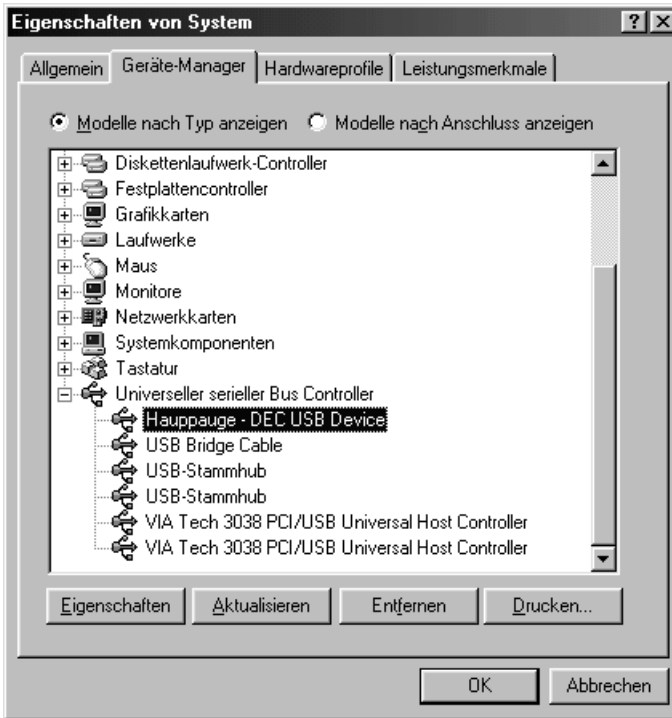 Eigenschaften von System
Allgemein Geräte-Manager Hardwareprofile Leistungsmerkmale
Modelle nach Typ anzeigen Modelle nach Anschluss anzeigen
Diskettenlaufwerk-Controller
Festplattencontroller
Grafikkarten
Laufwerke
Maus
Monitore
Netzwerkkarten
Systemkomponenten
Tastatur
Universeller serieller Bus Controller
Hauppauge - DEC USB Device
USB Bridge Cable
USB-Stammhub
USB-Stammhub
VIA Tech 3038 PCI/USB Universal Host Controller
VIA Tech 3038 PCI/USB Universal Host Controller
Eigenschaften Aktualisieren Entfernen Drucken...
OK Abbrechen